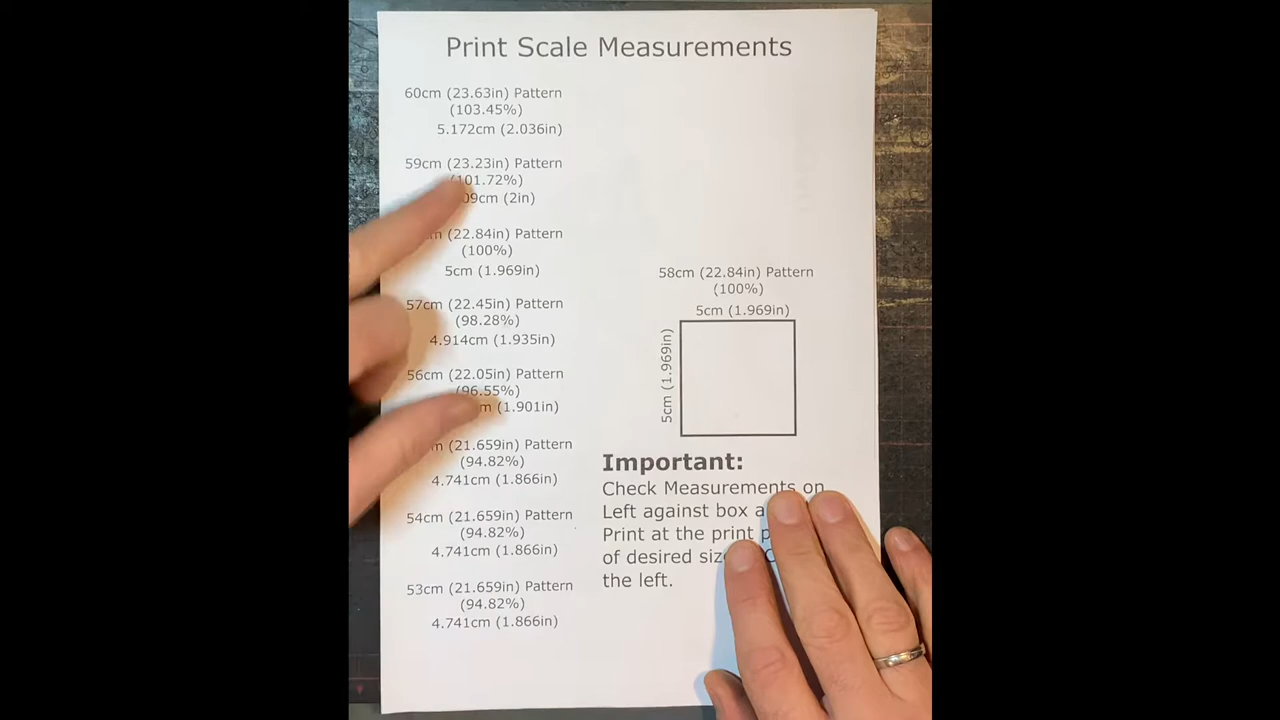 Print Scale Measurements
60cm (23.63in) Pattern
(103.45%)
5.172cm (2.036in)
59cm (23.23in) Pattern
(101.72%)
09cm (2in)
(22.84in) Pattern
(100%)
5cm (1.969in)
57cm (22.45in) Pattern
(98.28%)
4.914cm (1.935in)
56cm (22.05in) Pattern
(96.55%)
(1.901in)
(21.659in) Pattern
(94.82%)
4.741cm (1.866in)
54cm (21.659in) Pattern
(94.82%)
4.741cm (1.866in)
53cm (21.659in) Pattern
(94.82%)
4.741cm (1.866in)
58cm (22.84in) Pattern
(100%)
5cm (1.969in)
5cm (1.969in)
Important:
Check Measurements on
Left against box
Print at the print
of desired
the left.